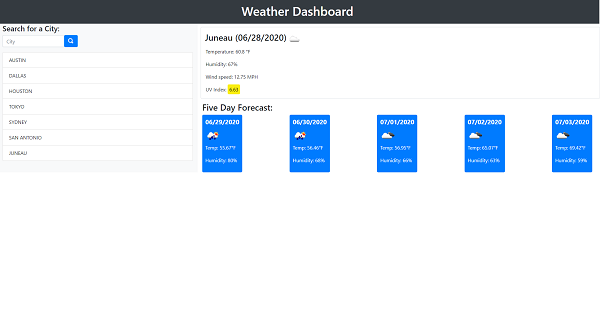 Weather Dashboard
Search for a City:
City
AUSTIN
DALLAS
HOUSTON
TOKYO
SYDNEY
SAN ANTONIO
JUNEAU
Juneau (06/28/2020)
Temperature: 60.8 °F
Humidity: 67%
Wind speed: 12.75 MPH
UV Index: 6.63
Five Day Forecast:
06/29/2020
Temp: 53.67°F
Humidity: 80%
06/30/2020
Temp: 56.46°F
Humidity: 68%
07/01/2020
Temp: 56.95°F
Humidity: 66%
07/02/2020
Temp: 63.07°F
Humidity: 63%
07/03/2020
Temp: 69.42°F
Humidity: 59%